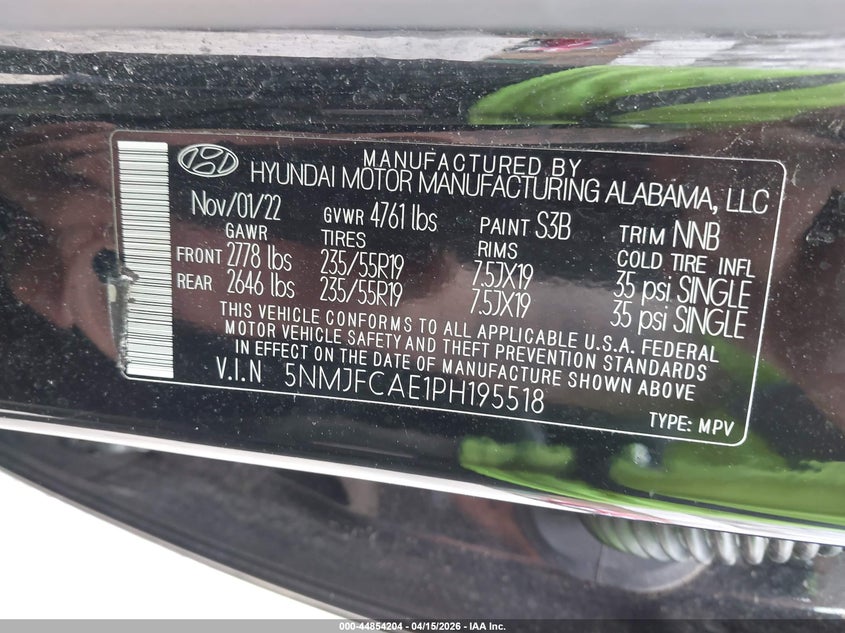 MANUFACTURED BY
HYUNDAI MOTOR MANUFACTURING ALABAMA, LLC
Nov/01/22 GVWR 4761 lbs PAINT S3B TRIM NNB
GAWR TIRES RIMS COLD TIRE INFL
FRONT 2778 lbs 235/55R19 7.5JX19 35 psi SINGLE
REAR 2646 lbs 235/55R19 7.5JX19 35 psi SINGLE
THIS VEHICLE CONFORMS TO ALL APPLICABLE U.S.A. FEDERAL
MOTOR VEHICLE SAFETY AND THEFT PREVENTION STANDARDS
IN EFFECT ON THE DATE OF MANUFACTURE SHOWN ABOVE
V.I.N 5NMJFCAE1PH195518
TYPE: MPV
000-44854204 - 04/15/2026 - IAA Inc.